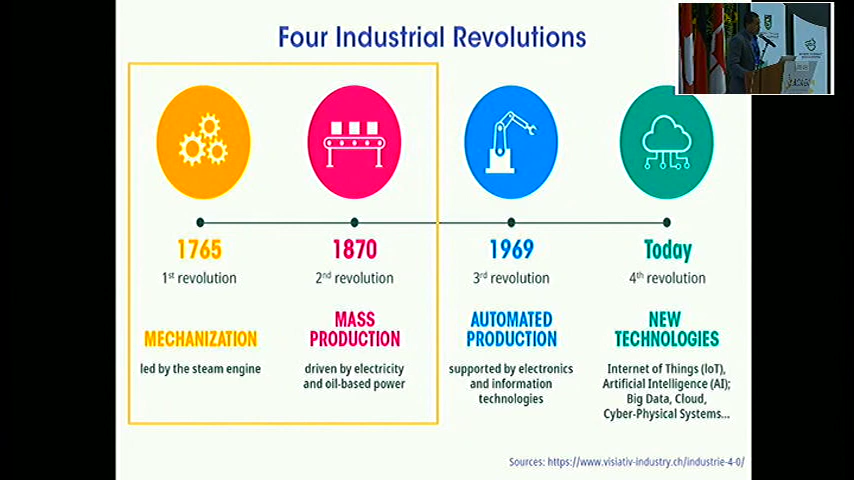 Four Industrial Revolutions
1765
1st revolution
MECHANIZATION
led by the steam engine
1870
2nd revolution
MASS
PRODUCTION
driven by electricity
and oil-based power
1969
3rd revolution
AUTOMATED
PRODUCTION
supported by electronics
and information
technologies
Today
4th revolution
NEW
TECHNOLOGIES
Internet of Things (IoT),
Artificial Intelligence (AI);
Big Data, Cloud,
Cyber-Physical Systems...
Sources: https://www.visiativ-industry.ch/industrie-4-0/